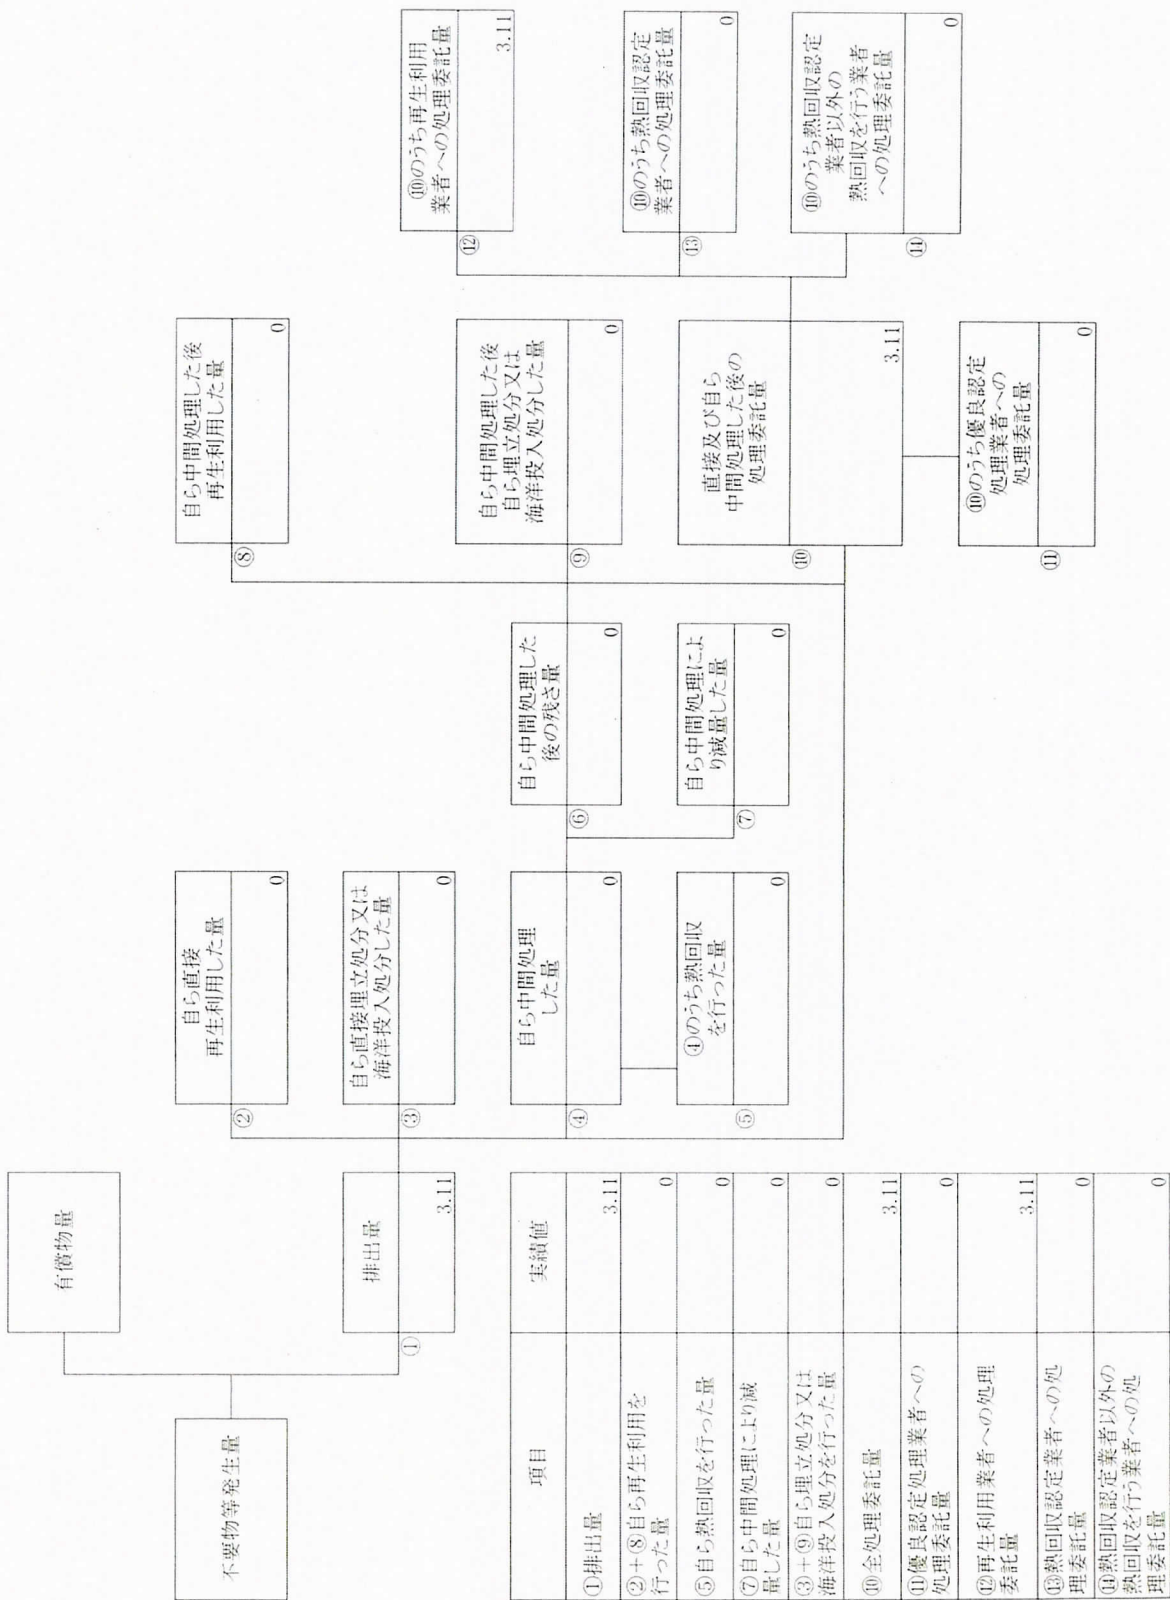 不要物等発生量
有償物量
排出量
①
3.11
自ら直接
再生利用した量
②
0
自ら直接埋立処分又は
海洋投入処分した量
③
0
自ら中間処理
した量
④
0
④のうち熱回収
を行った量
⑤
0
自ら中間処理した
後の残さ量
⑥
0
自ら中間処理によ
り減量した量
⑦
0
自ら中間処理した後
再生利用した量
⑧
0
自ら中間処理した後
自ら埋立処分又は
海洋投入処分した量
⑨
0
直接及び自ら
中間処理した後の
処理委託量
⑩
3.11
⑩のうち優良認定
処理業者への
処理委託量
⑪
0
⑩のうち再生利用
業者への処理委託量
⑫
3.11
⑩のうち熱回収認定
業者への処理委託量
⑬
0
⑩のうち熱回収認定
業者以外の
熱回収を行う業者
への処理委託量
⑭
0
項目 実績値
①排出量 3.11
②+⑧自ら再生利用を
行った量 0
⑤自ら熱回収を行った量 0
⑦自ら中間処理により減
量した量 0
③+⑨自ら埋立処分又は
海洋投入処分を行った量 0
⑩全処理委託量 3.11
⑪優良認定処理業者への
処理委託量 0
⑫再生利用業者への処理
委託量 3.11
⑬熱回収認定業者への処
理委託量 0
⑭熱回収認定業者以外の
熱回収を行う業者への処
理委託量 0